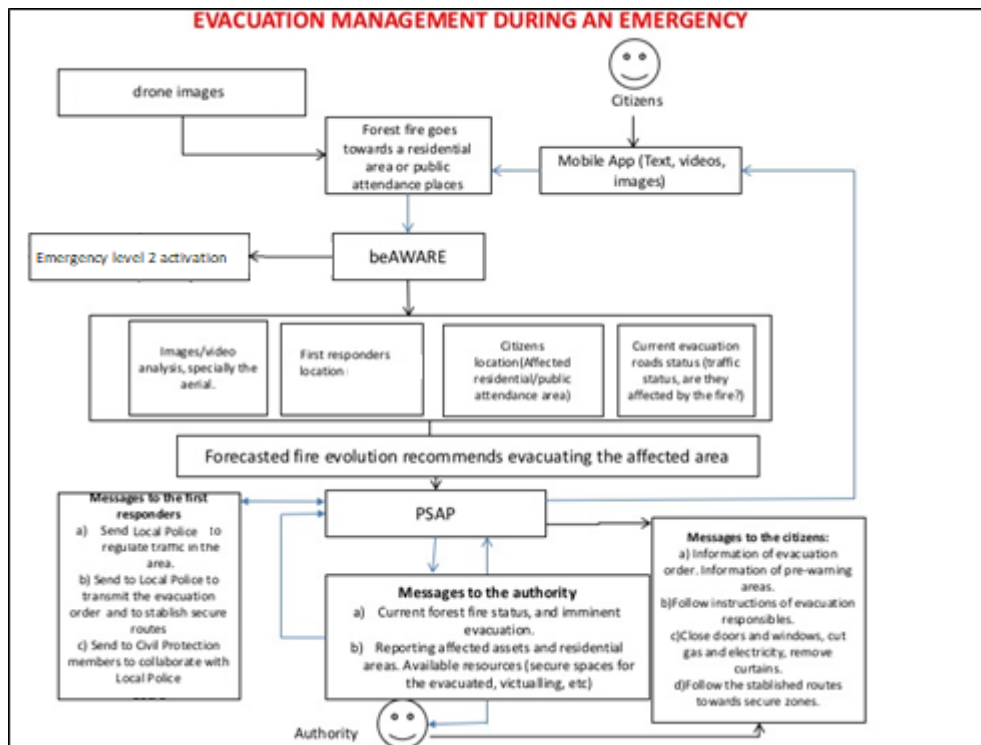 EVACUATION MANAGEMENT DURING AN EMERGENCY
drone images
Citizens
Forest fire goes
towards a residential
area or public
attendance places
Mobile App (Text, videos,
images)
Emergency level 2 activation
beAWARE
Images/video
analysis, specially the
aerial.
First responders
location
Citizens
location(Affected
residential/public
attendance area)
Current evacuation
roads status (traffic
status, are they
affected by the fire?)
Forecasted fire evolution recommends evacuating the affected area
PSAP
Messages to the first
responders
a) Send Local Police to
regulate traffic in the
area.
b) Send to Local Police to
transmit the evacuation
order and to stablish secure
routes
c) Send to Civil Protection
members to collaborate with
Local Police
Messages to the authority
a) Current forest fire status, and imminent
evacuation.
b) Reporting affected assets and residential
areas. Available resources (secure spaces for
the evacuated, victualling, etc)
Messages to the citizens:
a) Information of evacuation
order. Information of pre-warning
areas.
b)Follow instructions of evacuation
responsibles.
c)Close doors and windows, cut
gas and electricity, remove
curtains.
d)Follow the stablished routes
towards secure zones.
Authority